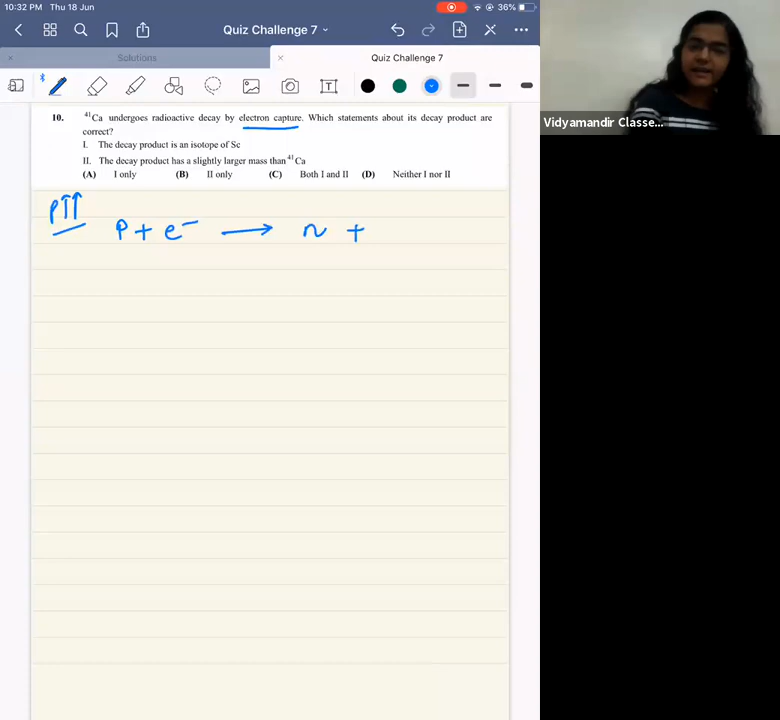 10:32 PM Thu 18 Jun
36%
Quiz Challenge 7
Solutions
Quiz Challenge 7
T
10. ⁴¹Ca undergoes radioactive decay by electron capture. Which statements about its decay product are
correct?
I. The decay product is an isotope of Sc
II. The decay product has a slightly larger mass than ⁴¹Ca
(A) I only (B) II only (C) Both I and II (D) Neither I nor II
P↑↑
P + e⁻ ⟶ n +
Vidyamandir Classe...